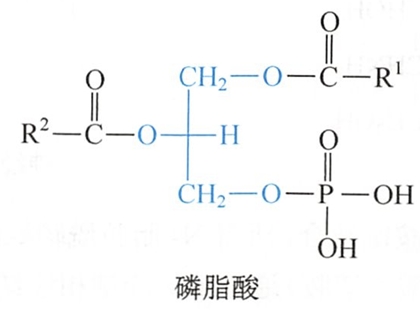 O
CH₂—O—C—R¹
O
R²—C—O—H
O
CH₂—O—P—OH
OH
磷脂酸